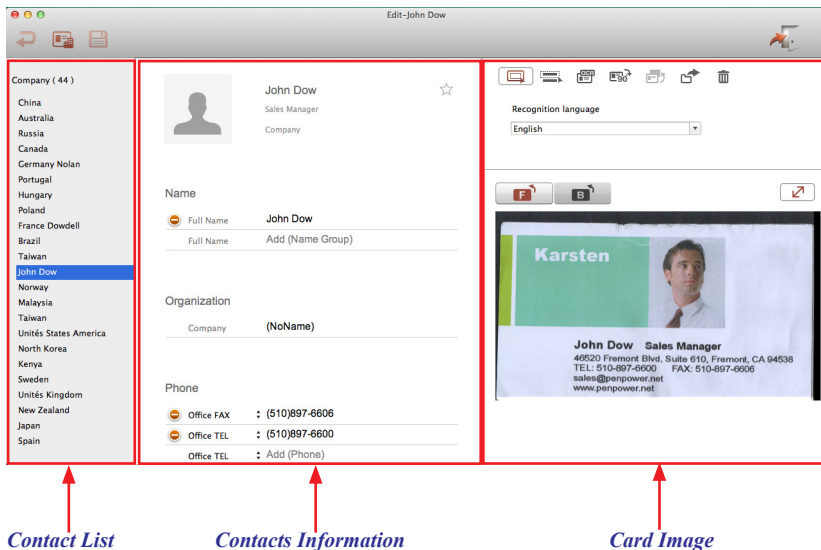 Edit-John Dow
Company ( 44 )
China
Australia
Russia
Canada
Germany Nolan
Portugal
Hungary
Poland
France Dowdell
Brazil
Taiwan
John Dow
Norway
Malaysia
Taiwan
Unités States America
North Korea
Kenya
Sweden
Unités Kingdom
New Zealand
Japan
Spain
John Dow
Sales Manager
Company
Name
Full Name John Dow
Full Name Add (Name Group)
Organization
Company (NoName)
Phone
Office FAX (510)897-6606
Office TEL (510)897-6600
Office TEL Add (Phone)
OCR
90°
Recognition language
English
F B
Karsten
John Dow Sales Manager
46520 Fremont Blvd, Suite 610, Fremont, CA 94538
TEL: 510-897-6600 FAX: 510-897-6606
sales@penpower.net
www.penpower.net
Contact List Contacts Information Card Image